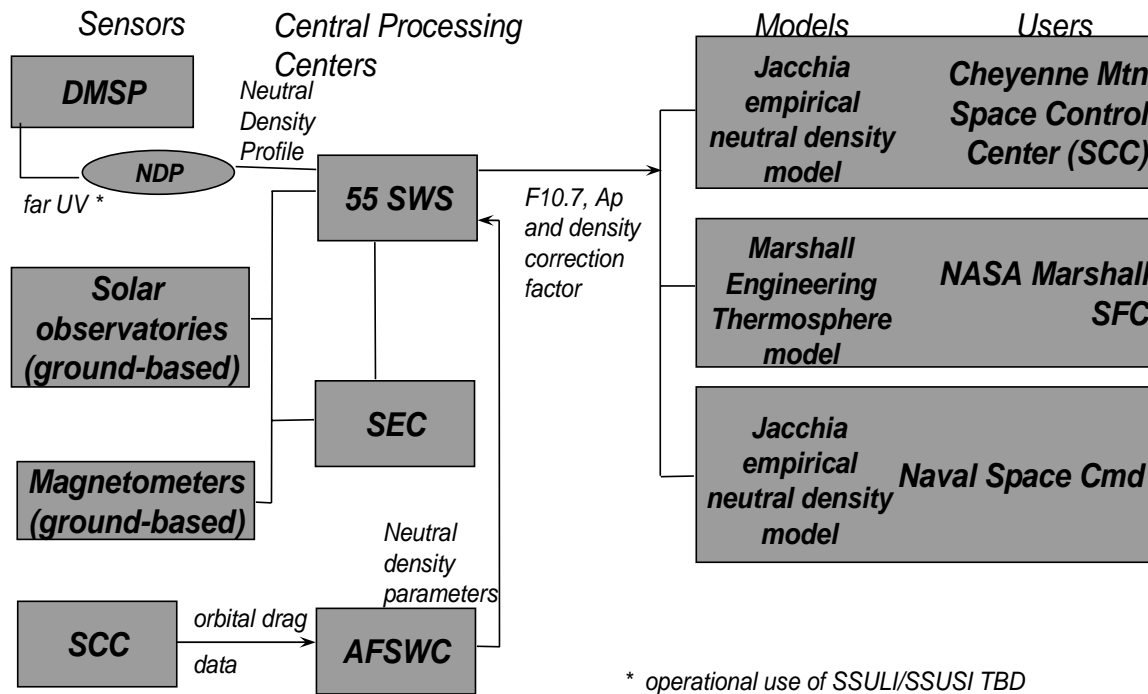 Sensors
Central Processing
Centers
Models
Users
DMSP
NDP
far UV *
Neutral
Density
Profile
Solar
observatories
(ground-based)
Magnetometers
(ground-based)
SCC
orbital drag
data
55 SWS
SEC
AFSWC
Neutral
density
parameters
F10.7, Ap
and density
correction
factor
Jacchia
empirical
neutral density
model
Cheyenne Mtn
Space Control
Center (SCC)
Marshall
Engineering
Thermosphere
model
NASA Marshall
SFC
Jacchia
empirical
neutral density
model
Naval Space Cmd
* operational use of SSULI/SSUSI TBD